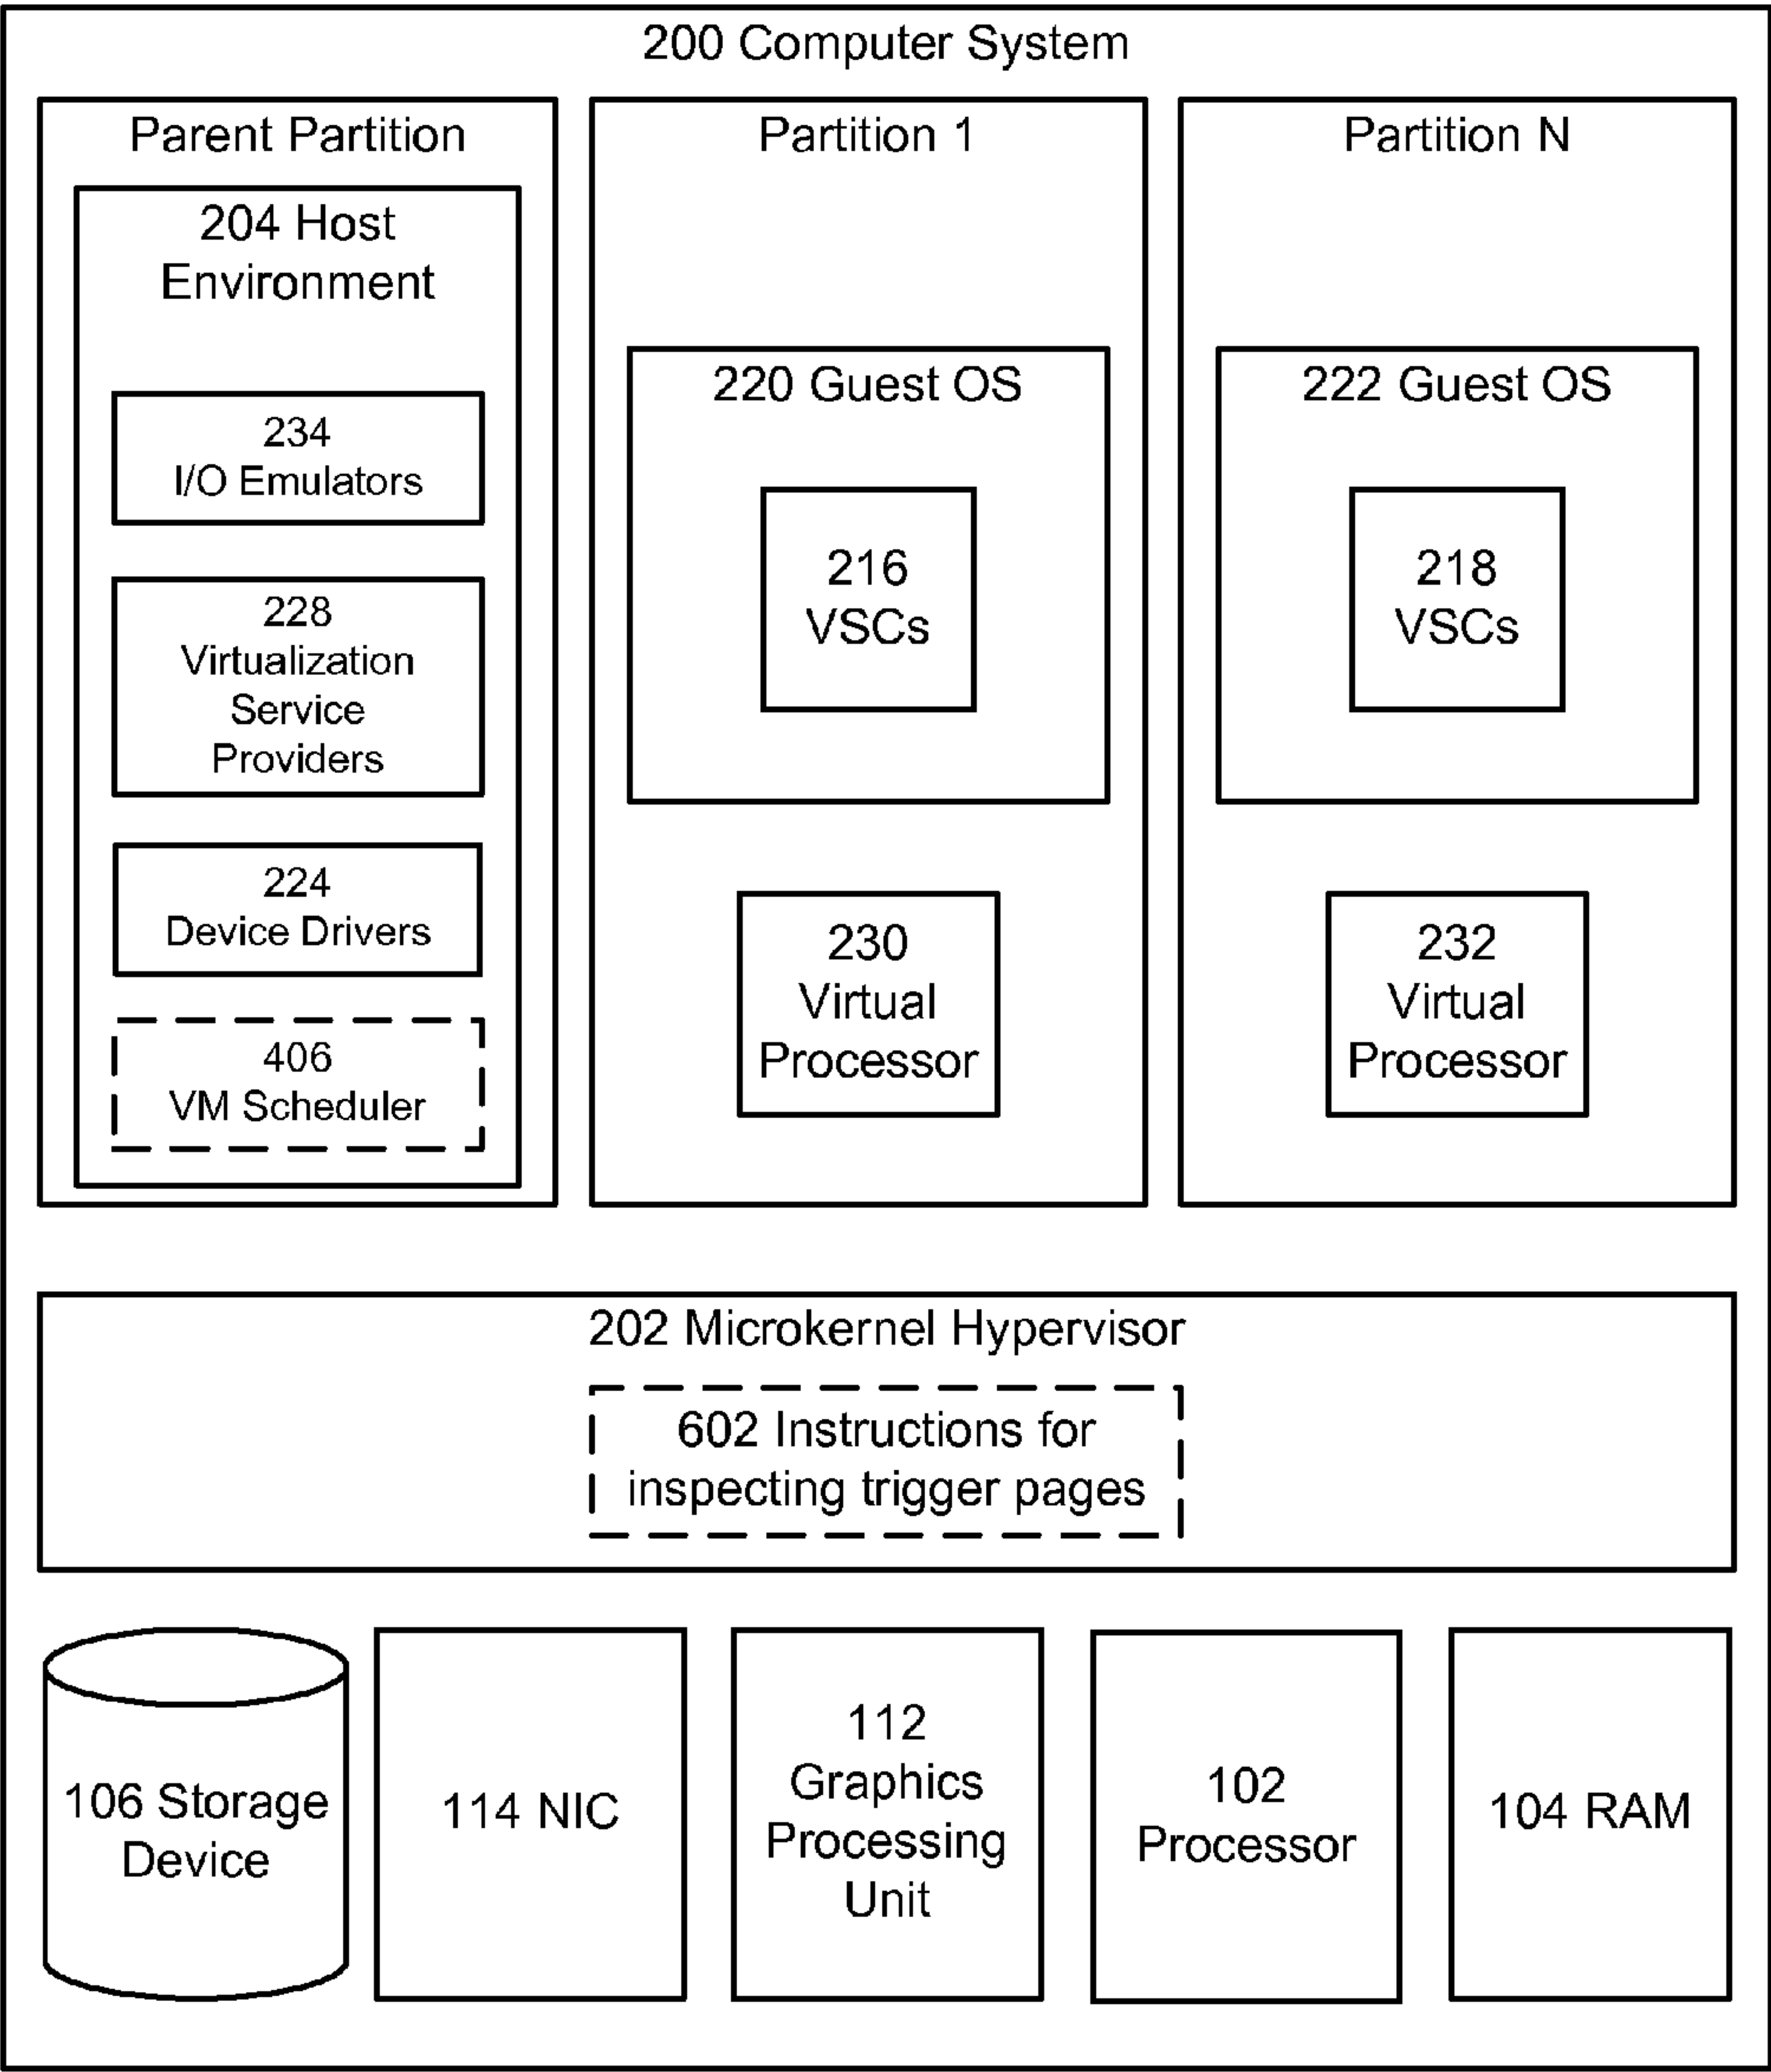 200 Computer System
Parent Partition
204 Host
Environment
234
I/O Emulators
228
Virtualization
Service
Providers
224
Device Drivers
406
VM Scheduler
Partition 1
220 Guest OS
216
VSCs
230
Virtual
Processor
Partition N
222 Guest OS
218
VSCs
232
Virtual
Processor
202 Microkernel Hypervisor
602 Instructions for
inspecting trigger pages
106 Storage
Device
114 NIC
112
Graphics
Processing
Unit
102
Processor
104 RAM